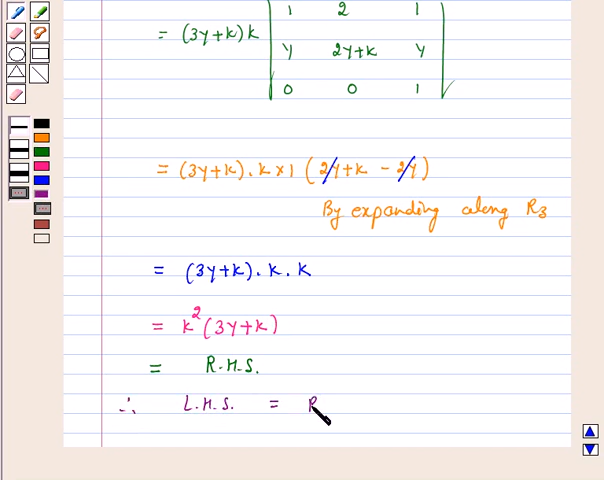 1 2 1
= (3y+k)k y 2y+k y
0 0 1
= (3y+k).k×1 (2y+k - 2y)
By expanding along R3
= (3y+k).k.k
= k²(3y+k)
= R.H.S.
∴ L.H.S. = R